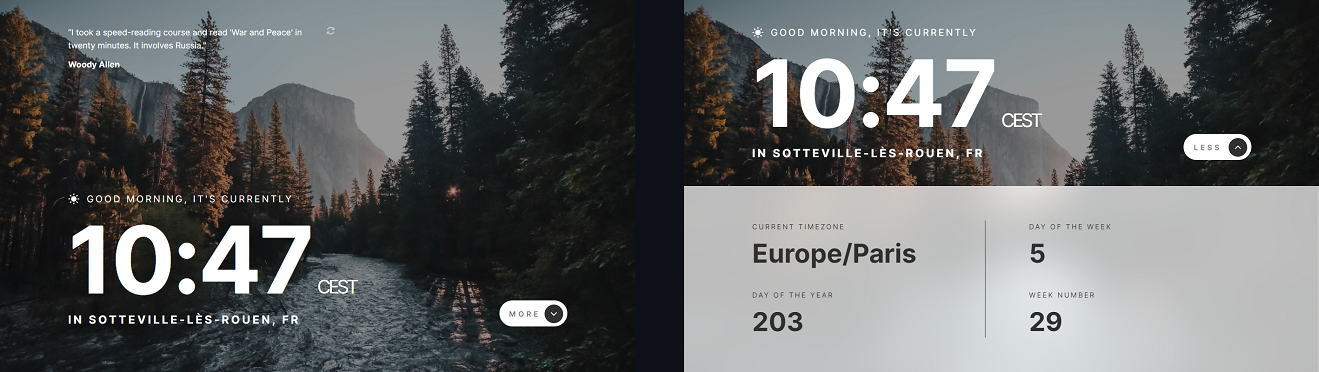 “I took a speed-reading course and read ‘War and Peace’ in
twenty minutes. It involves Russia.”
Woody Allen
GOOD MORNING, IT'S CURRENTLY
10:47 CEST
IN SOTTEVILLE-LÈS-ROUEN, FR
MORE
GOOD MORNING, IT'S CURRENTLY
10:47 CEST
IN SOTTEVILLE-LÈS-ROUEN, FR
LESS
CURRENT TIMEZONE
Europe/Paris
DAY OF THE YEAR
203
DAY OF THE WEEK
5
WEEK NUMBER
29